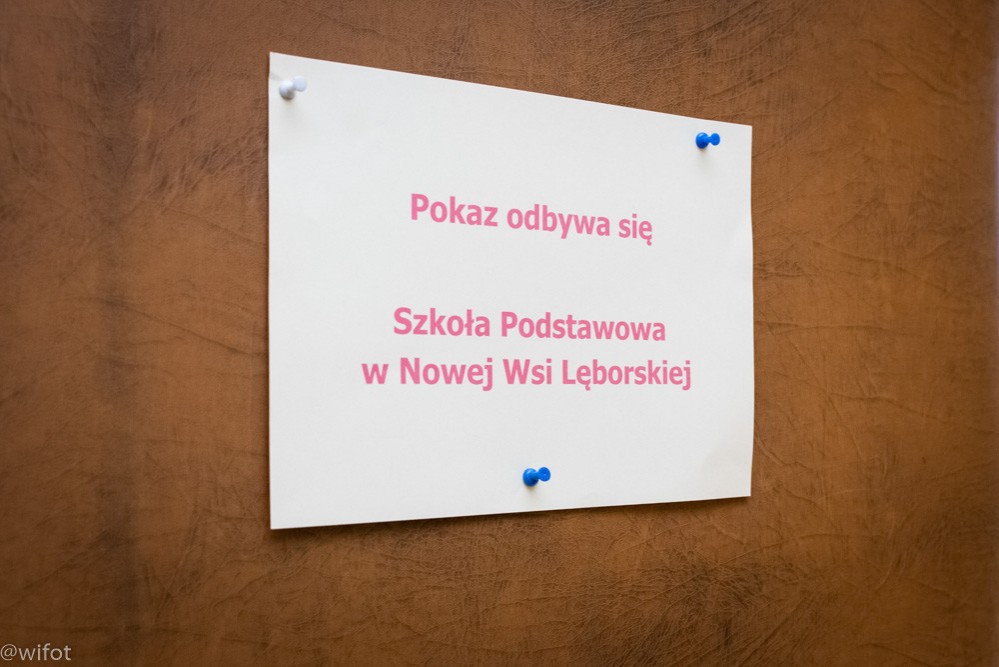 Pokaz odbywa się
Szkoła Podstawowa
w Nowej Wsi Lęborskiej
@wifot